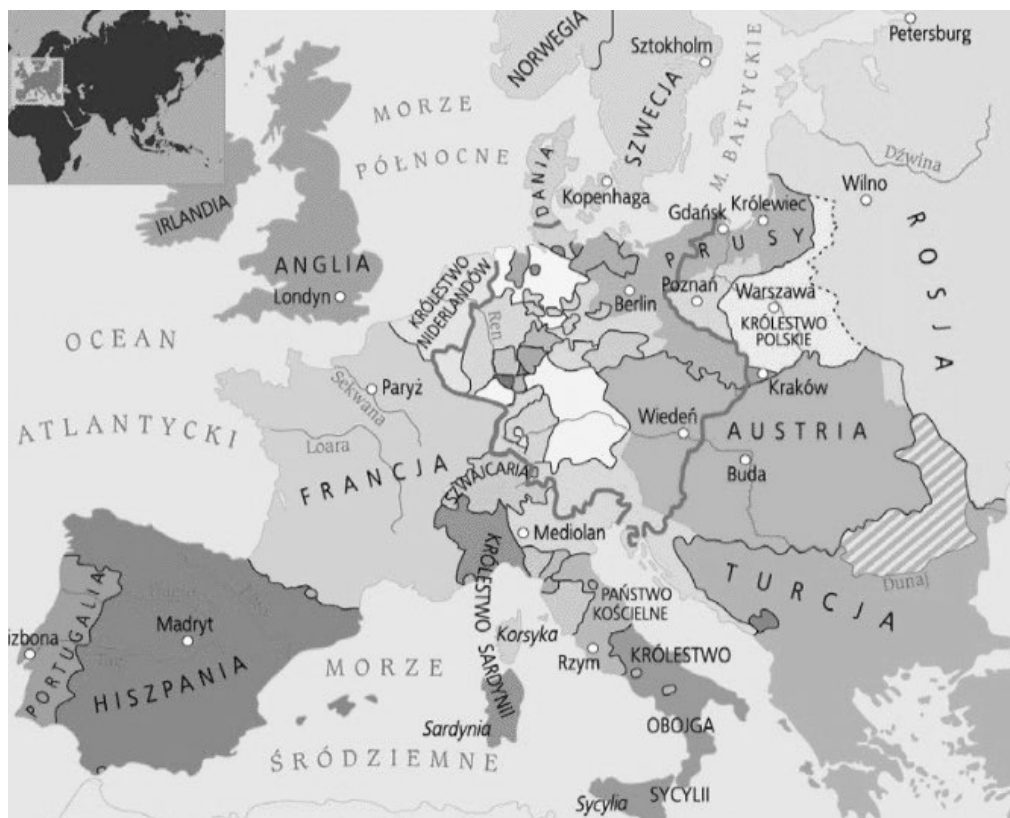 NORWEGIA
Sztokholm
SZWECJA
M. BAŁTYCKIE
Petersburg
MORZE
PÓŁNOCNE
DANIA
Kopenhaga
Dźwina
Wilno
ROSJA
IRLANDIA
ANGLIA
Londyn
KRÓLESTWO
NIDERLANDÓW
Gdańsk
Królewiec
PRUSY
Poznań
Berlin
Warszawa
KRÓLESTWO
POLSKIE
Ren
OCEAN
ATLANTYCKI
Paryż
Sekwana
Loara
FRANCJA
Kraków
Wiedeń
AUSTRIA
Buda
SZWAJCARIA
Mediolan
KRÓLESTWO SARDYNII
TURCJA
Dunaj
PAŃSTWO
KOŚCIELNE
Korsyka
Rzym
KRÓLESTWO
OBOJGA
SYCYLII
Sycylia
Sardynia
izbona
PORTUGALIA
Madryt
HISZPANIA
MORZE
ŚRÓDZIEMNE